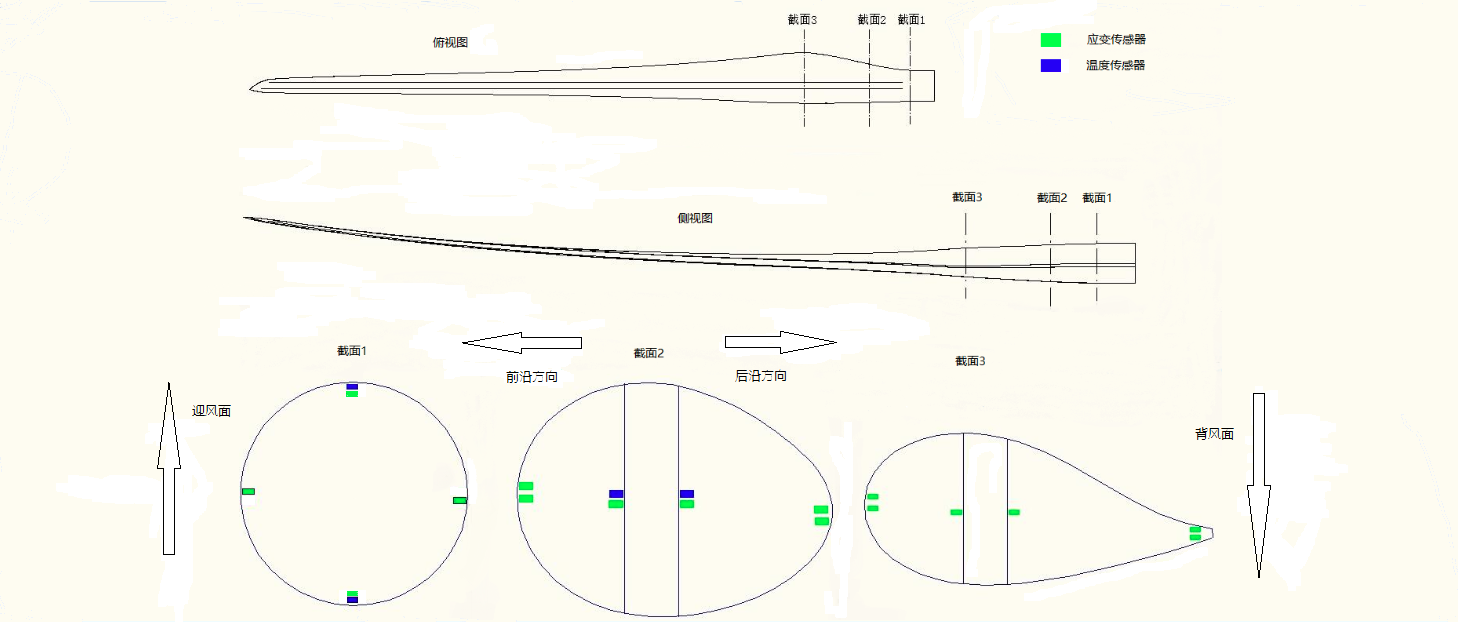 截面3
截面2
截面1
俯视图
应变传感器
温度传感器
截面3
截面2
截面1
侧视图
截面1
截面2
截面3
前沿方向
后沿方向
迎风面
背风面